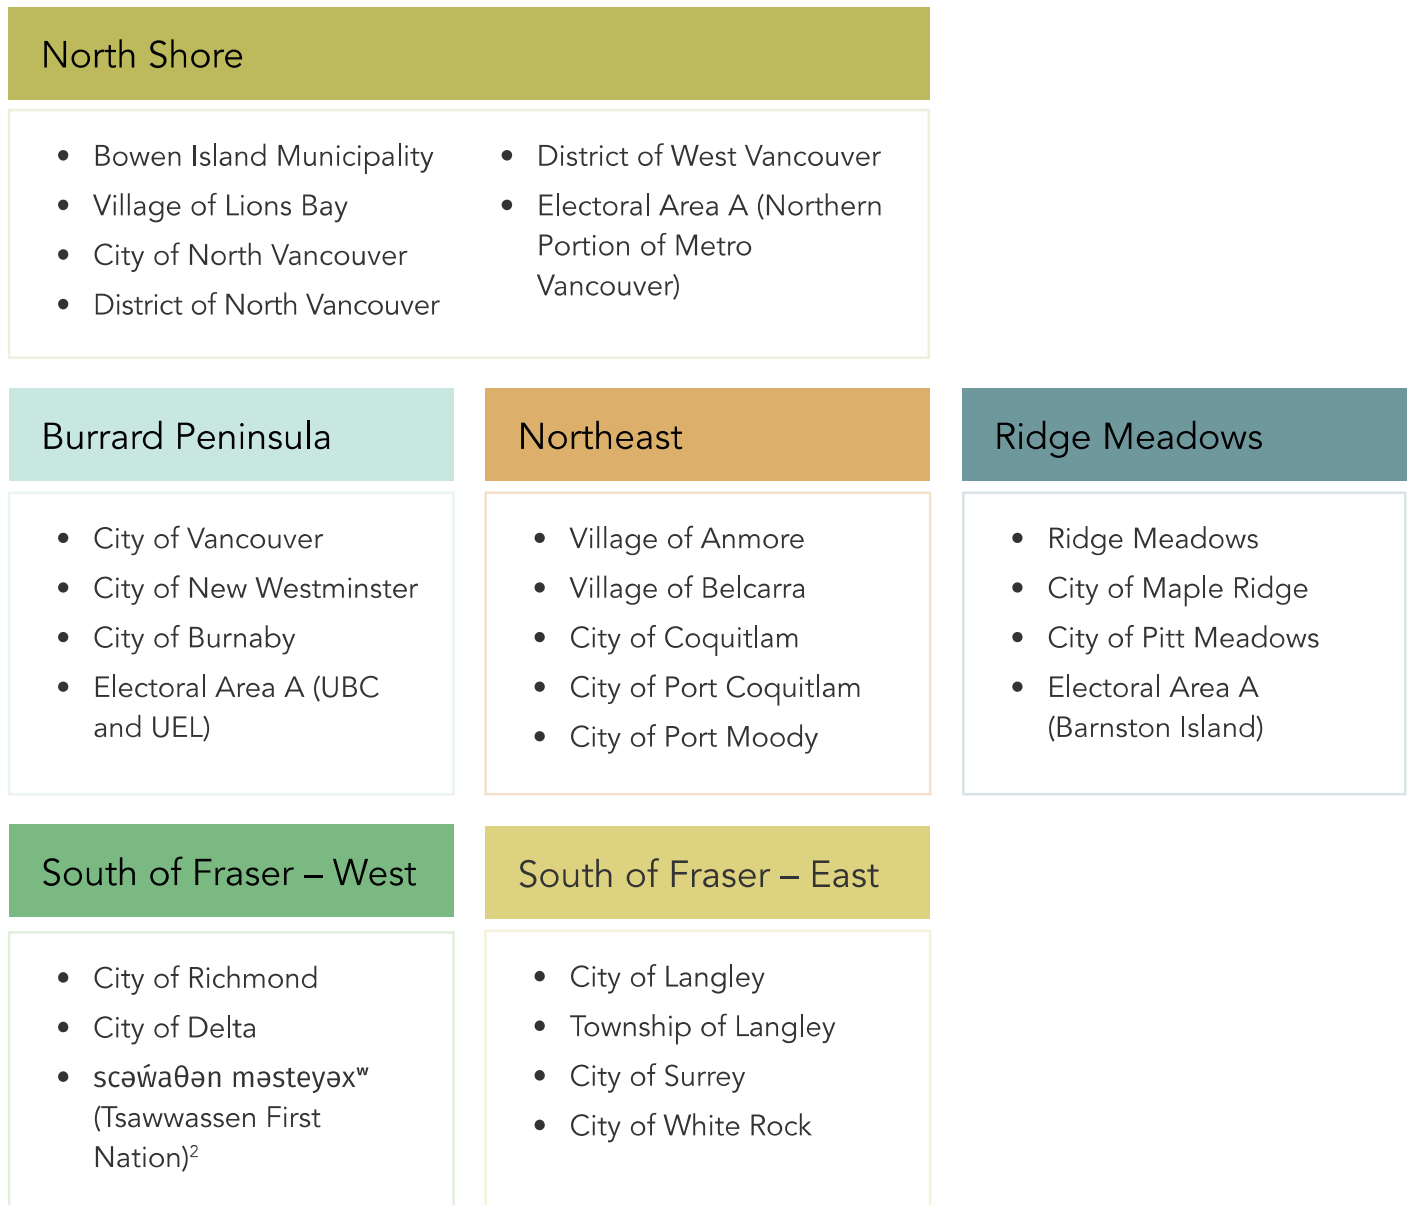 North Shore
• Bowen Island Municipality
• Village of Lions Bay
• City of North Vancouver
• District of North Vancouver
• District of West Vancouver
• Electoral Area A (Northern
Portion of Metro
Vancouver)
Burrard Peninsula
• City of Vancouver
• City of New Westminster
• City of Burnaby
• Electoral Area A (UBC
and UEL)
Northeast
• Village of Anmore
• Village of Belcarra
• City of Coquitlam
• City of Port Coquitlam
• City of Port Moody
Ridge Meadows
• Ridge Meadows
• City of Maple Ridge
• City of Pitt Meadows
• Electoral Area A
(Barnston Island)
South of Fraser – West
• City of Richmond
• City of Delta
• scəẃaθən məsteyəxʷ
(Tsawwassen First
Nation)²
South of Fraser – East
• City of Langley
• Township of Langley
• City of Surrey
• City of White Rock